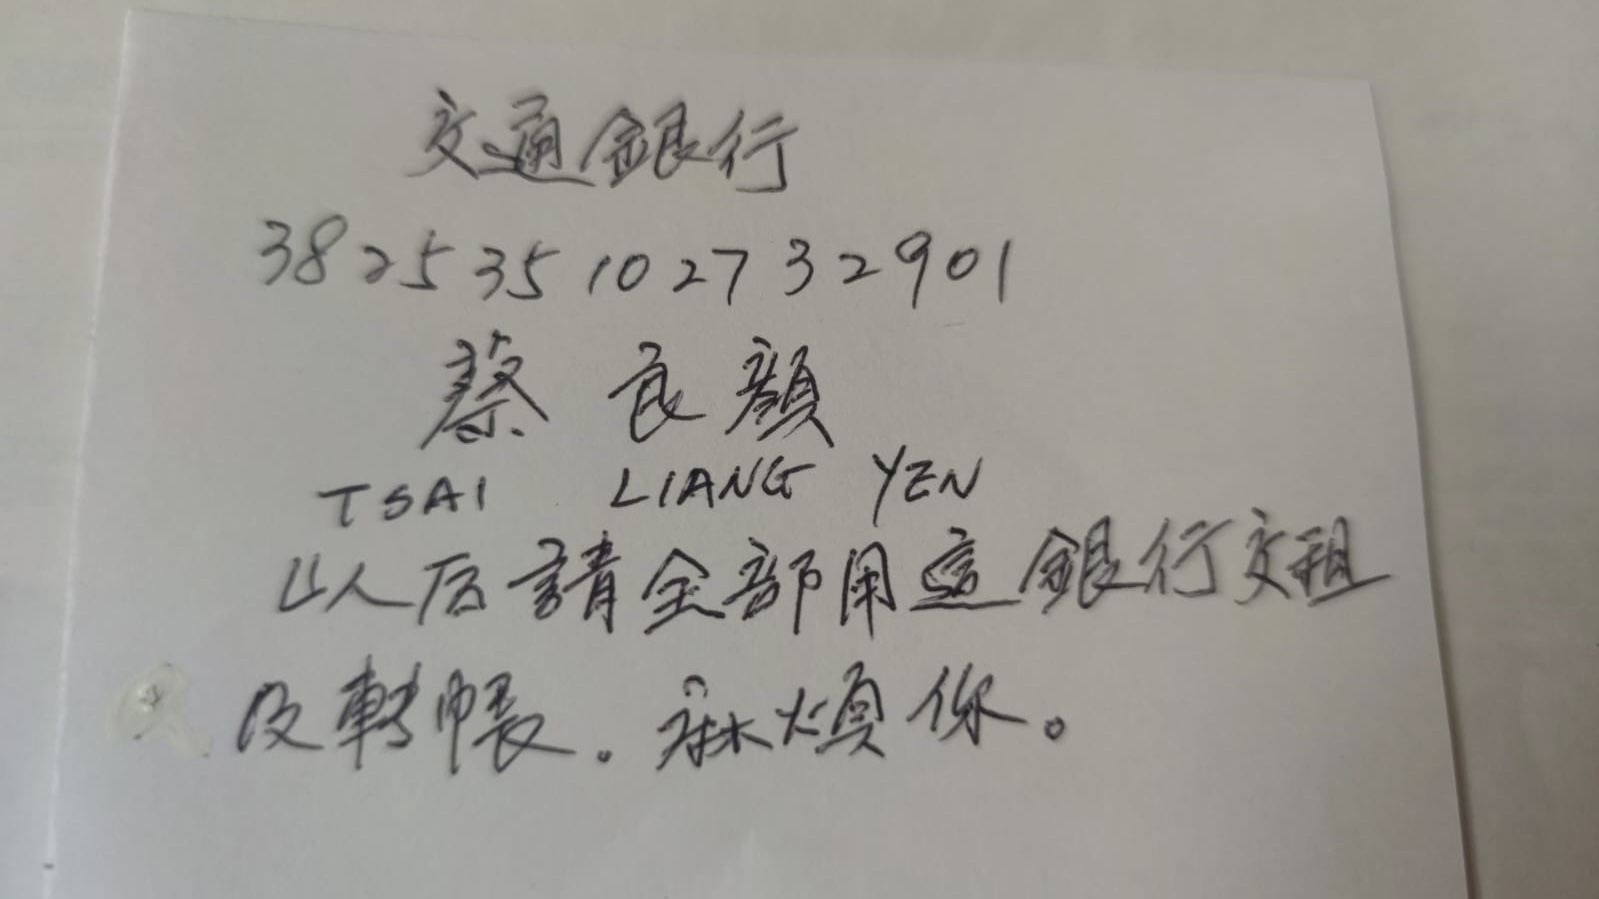 交通銀行
382535102732901
蔡良顏
TSAI LIANG YEN
以后請全部用這銀行交租
及轉帳。麻煩你。